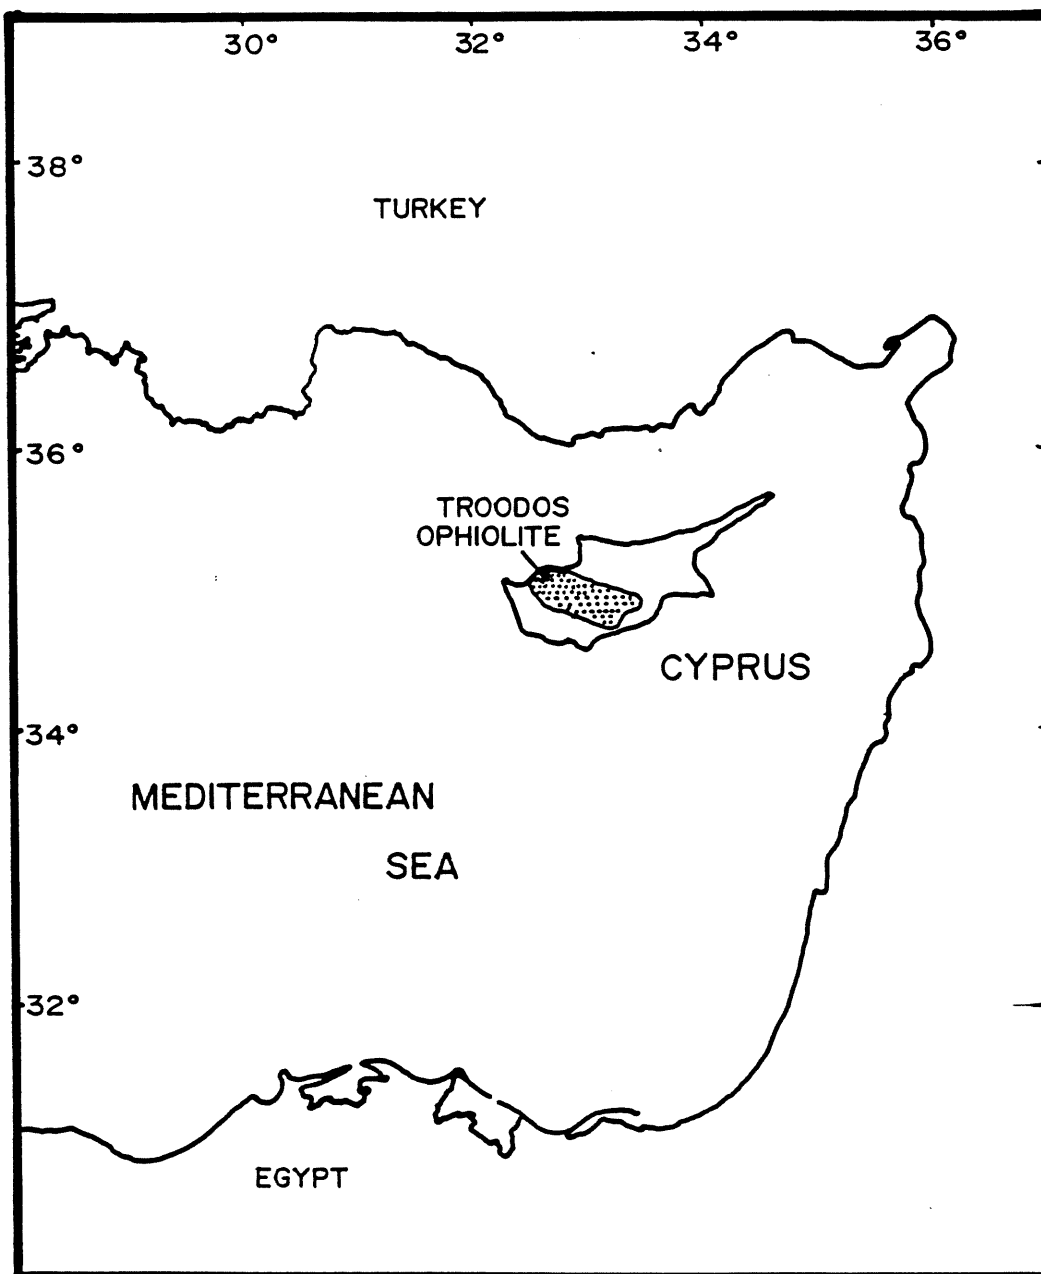 30° 32° 34° 36°
38°
TURKEY
36°
TROODOS
OPHIOLITE
CYPRUS
34°
MEDITERRANEAN
SEA
32°
EGYPT